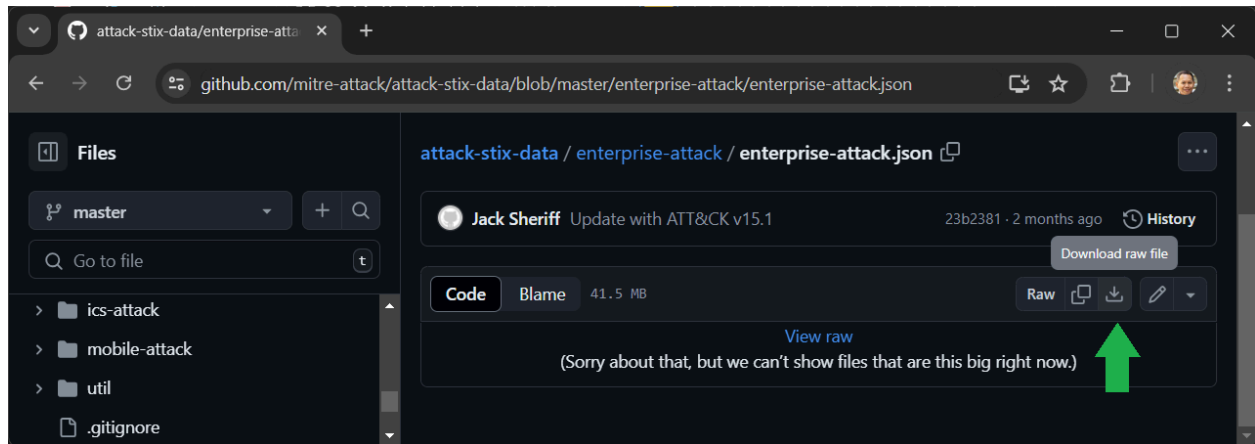 attack-stix-data/enterprise-atta
github.com/mitre-attack/attack-stix-data/blob/master/enterprise-attack/enterprise-attack.json
Files
master
Go to file
t
ics-attack
mobile-attack
util
.gitignore
attack-stix-data / enterprise-attack / enterprise-attack.json
Jack Sheriff Update with ATT&CK v15.1
23b2381 · 2 months ago
History
Download raw file
Code
Blame
41.5 MB
Raw
View raw
(Sorry about that, but we can’t show files that are this big right now.)